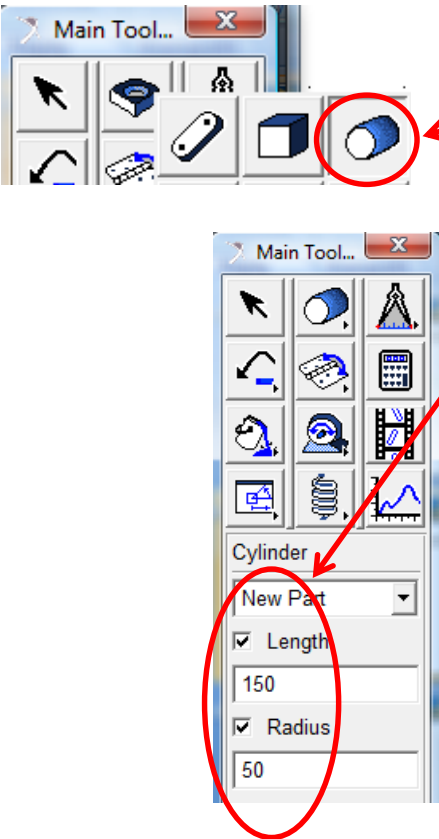 Main Tool...
Main Tool...
Cylinder
New Part
Length
150
Radius
50